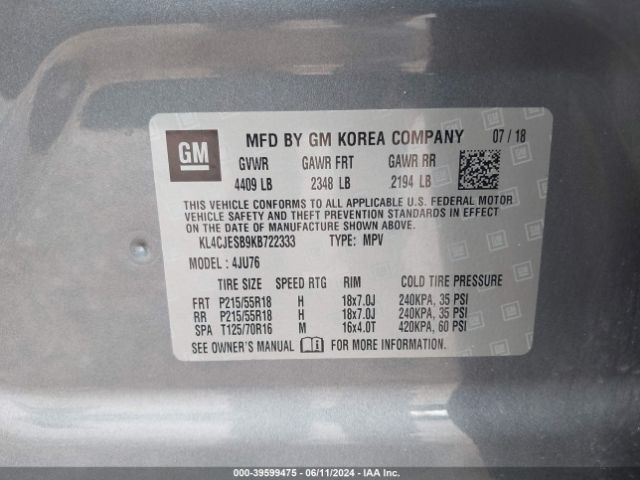 GM
MFD BY GM KOREA COMPANY 07 / 18
GVWR GAWR FRT GAWR RR
4409 LB 2348 LB 2194 LB
THIS VEHICLE CONFORMS TO ALL APPLICABLE U.S. FEDERAL MOTOR
VEHICLE SAFETY AND THEFT PREVENTION STANDARDS IN EFFECT
ON THE DATE OF MANUFACTURE SHOWN ABOVE.
KL4CJESB9KB722333 TYPE: MPV
MODEL : 4JU76
TIRE SIZE SPEED RTG RIM COLD TIRE PRESSURE
FRT P215/55R18 H 18x7.0J 240KPA, 35 PSI
RR P215/55R18 H 18x7.0J 240KPA, 35 PSI
SPA T125/70R16 M 16x4.0T 420KPA, 60 PSI
SEE OWNER'S MANUAL FOR MORE INFORMATION.
000-39599475 - 06/11/2024 - IAA Inc.